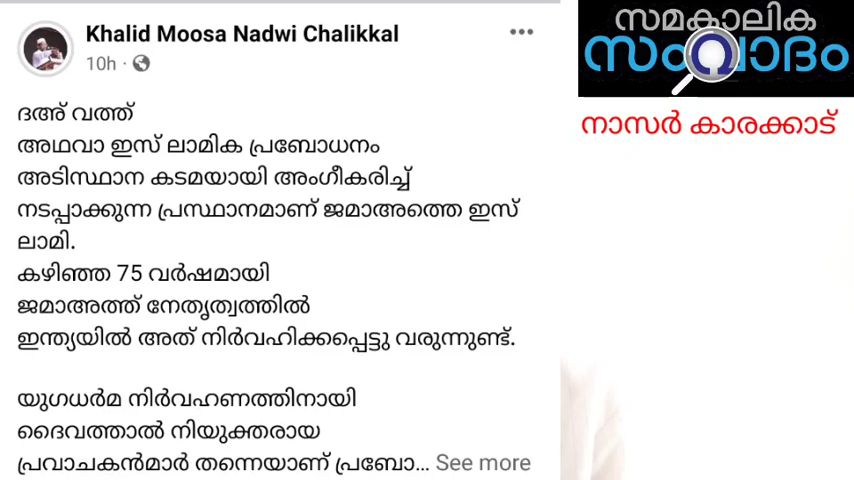 Khalid Moosa Nadwi Chalikkal
10h
ദഅ് വത്ത്
അഥവാ ഇസ് ലാമിക പ്രബോധനം
അടിസ്ഥാന കടമയായി അംഗീകരിച്ച്
നടപ്പാക്കുന്ന പ്രസ്ഥാനമാണ് ജമാഅത്തെ ഇസ്
ലാമി.
കഴിഞ്ഞ 75 വർഷമായി
ജമാഅത്ത് നേതൃത്വത്തിൽ
ഇന്ത്യയിൽ അത് നിർവഹിക്കപ്പെട്ടു വരുന്നുണ്ട്.
യുഗധർമ നിർവഹണത്തിനായി
ദൈവത്താൽ നിയുക്തരായ
പ്രവാചകൻമാർ തന്നെയാണ് പ്രബോ... See more
സമകാലിക
സംവാദം
നാസർ കാരക്കാട്